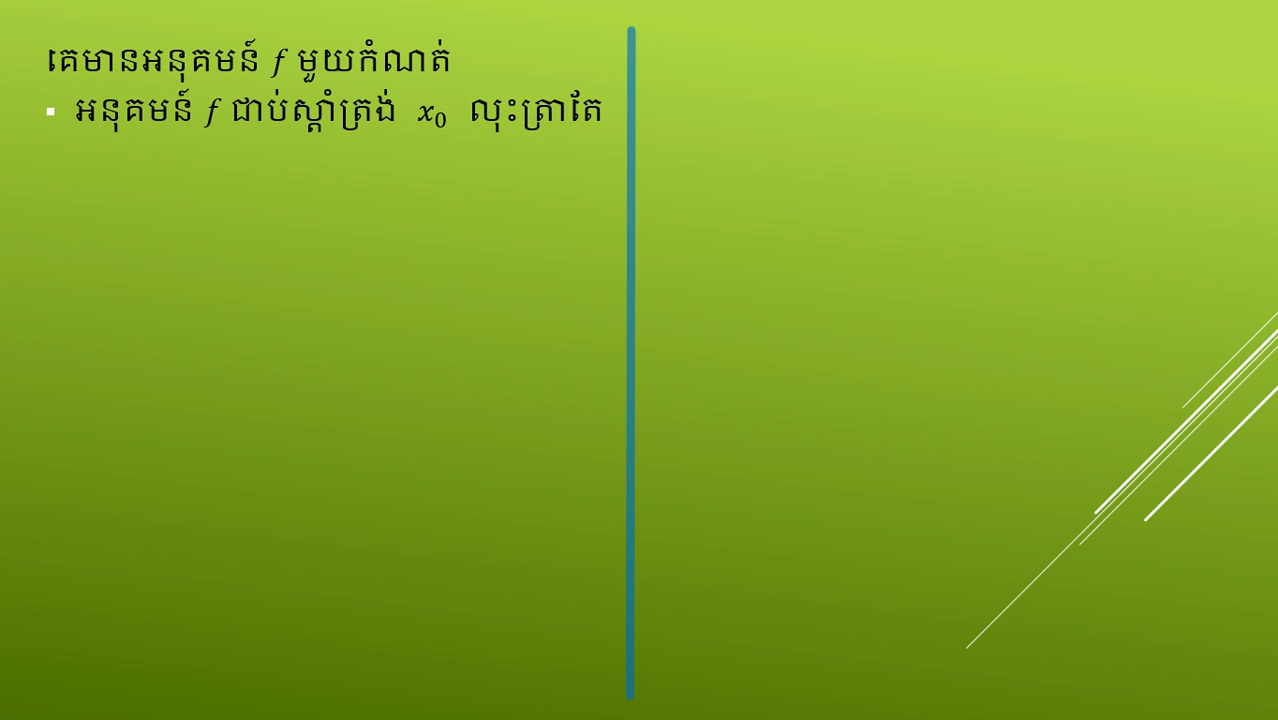 គេមានអនុគមន៍ f មួយកំណត់
▪ អនុគមន៍ f ជាប់ស្តាំត្រង់ x₀ លុះត្រាតែ